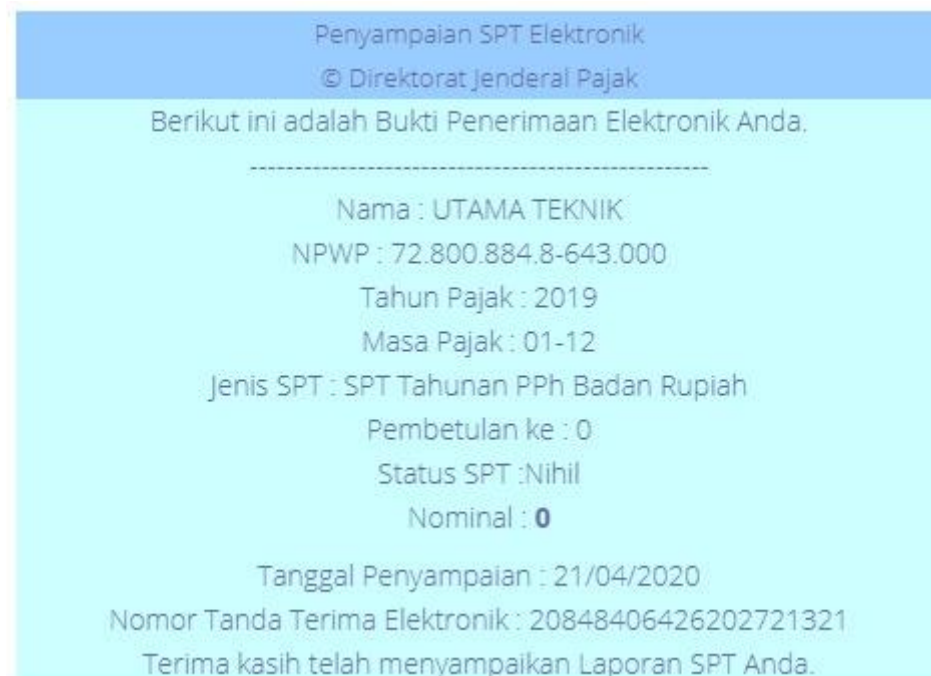 Penyampaian SPT Elektronik
© Direktorat Jenderal Pajak
Berikut ini adalah Bukti Penerimaan Elektronik Anda.
---------------------------------------------------
Nama : UTAMA TEKNIK
NPWP : 72.800.884.8-643.000
Tahun Pajak : 2019
Masa Pajak : 01-12
Jenis SPT : SPT Tahunan PPh Badan Rupiah
Pembetulan ke : 0
Status SPT :Nihil
Nominal : 0
Tanggal Penyampaian : 21/04/2020
Nomor Tanda Terima Elektronik : 20848406426202721321
Terima kasih telah menyampaikan Laporan SPT Anda.